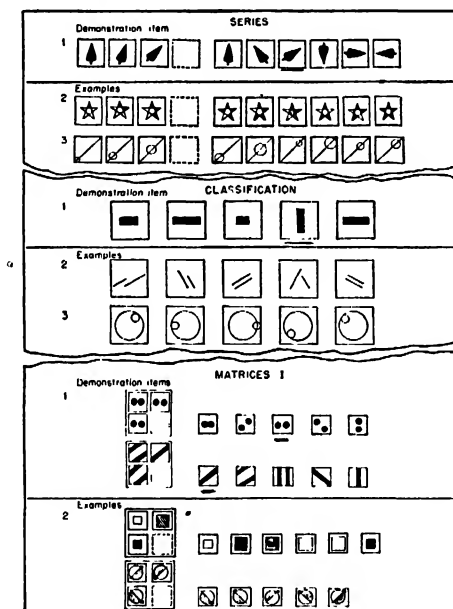 SERIES
Demonstration item
1
Examples
2
3
CLASSIFICATION
Demonstration item
1
Examples
2
3
MATRICES I
Demonstration items
1
Examples
2